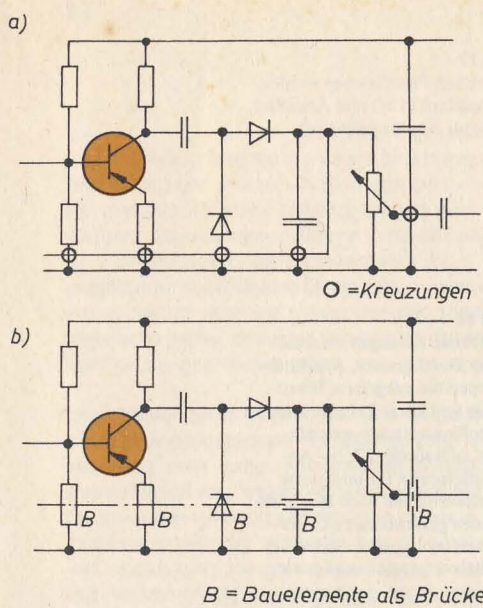 a)
O = Kreuzungen
b)
B B B B B
B = Bauelemente als Brücke